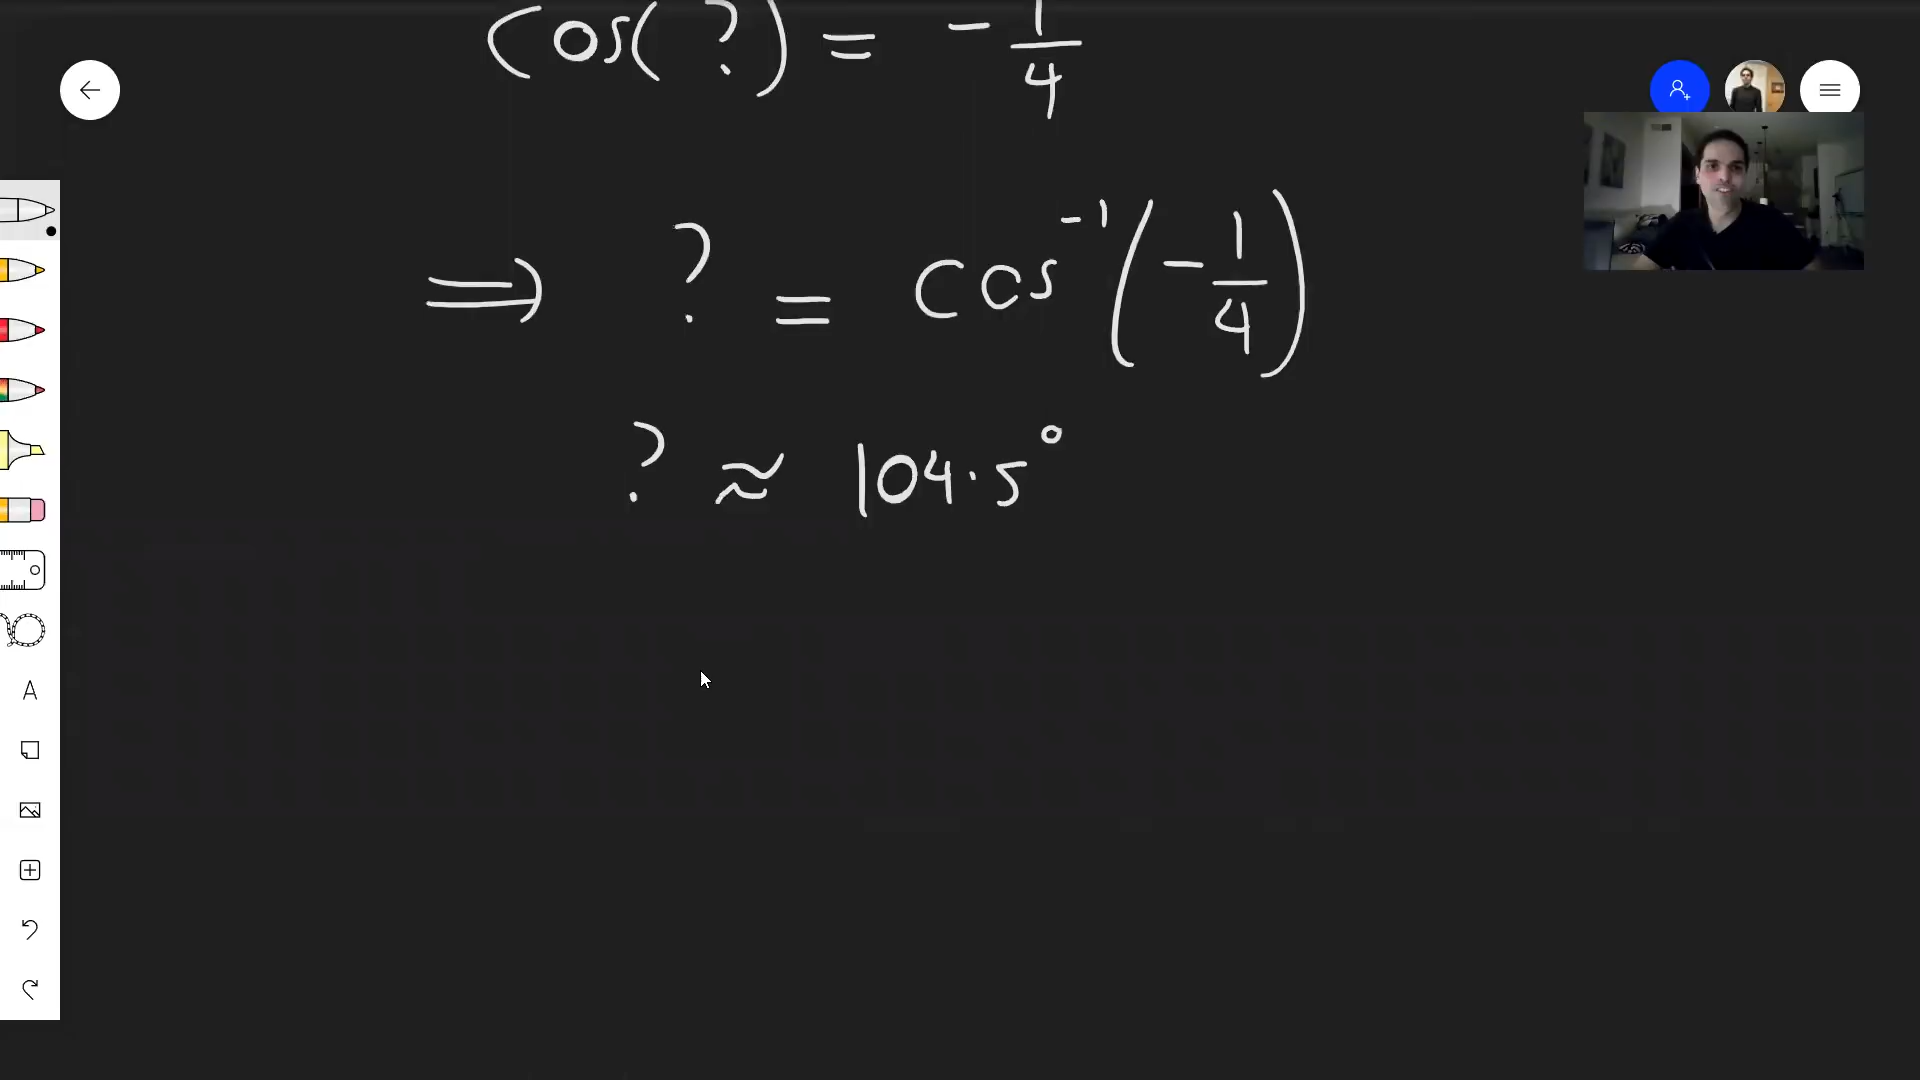 cos(?) = - 1/4
⟹ ? = cos⁻¹(- 1/4)
? ≈ 104.5°
A